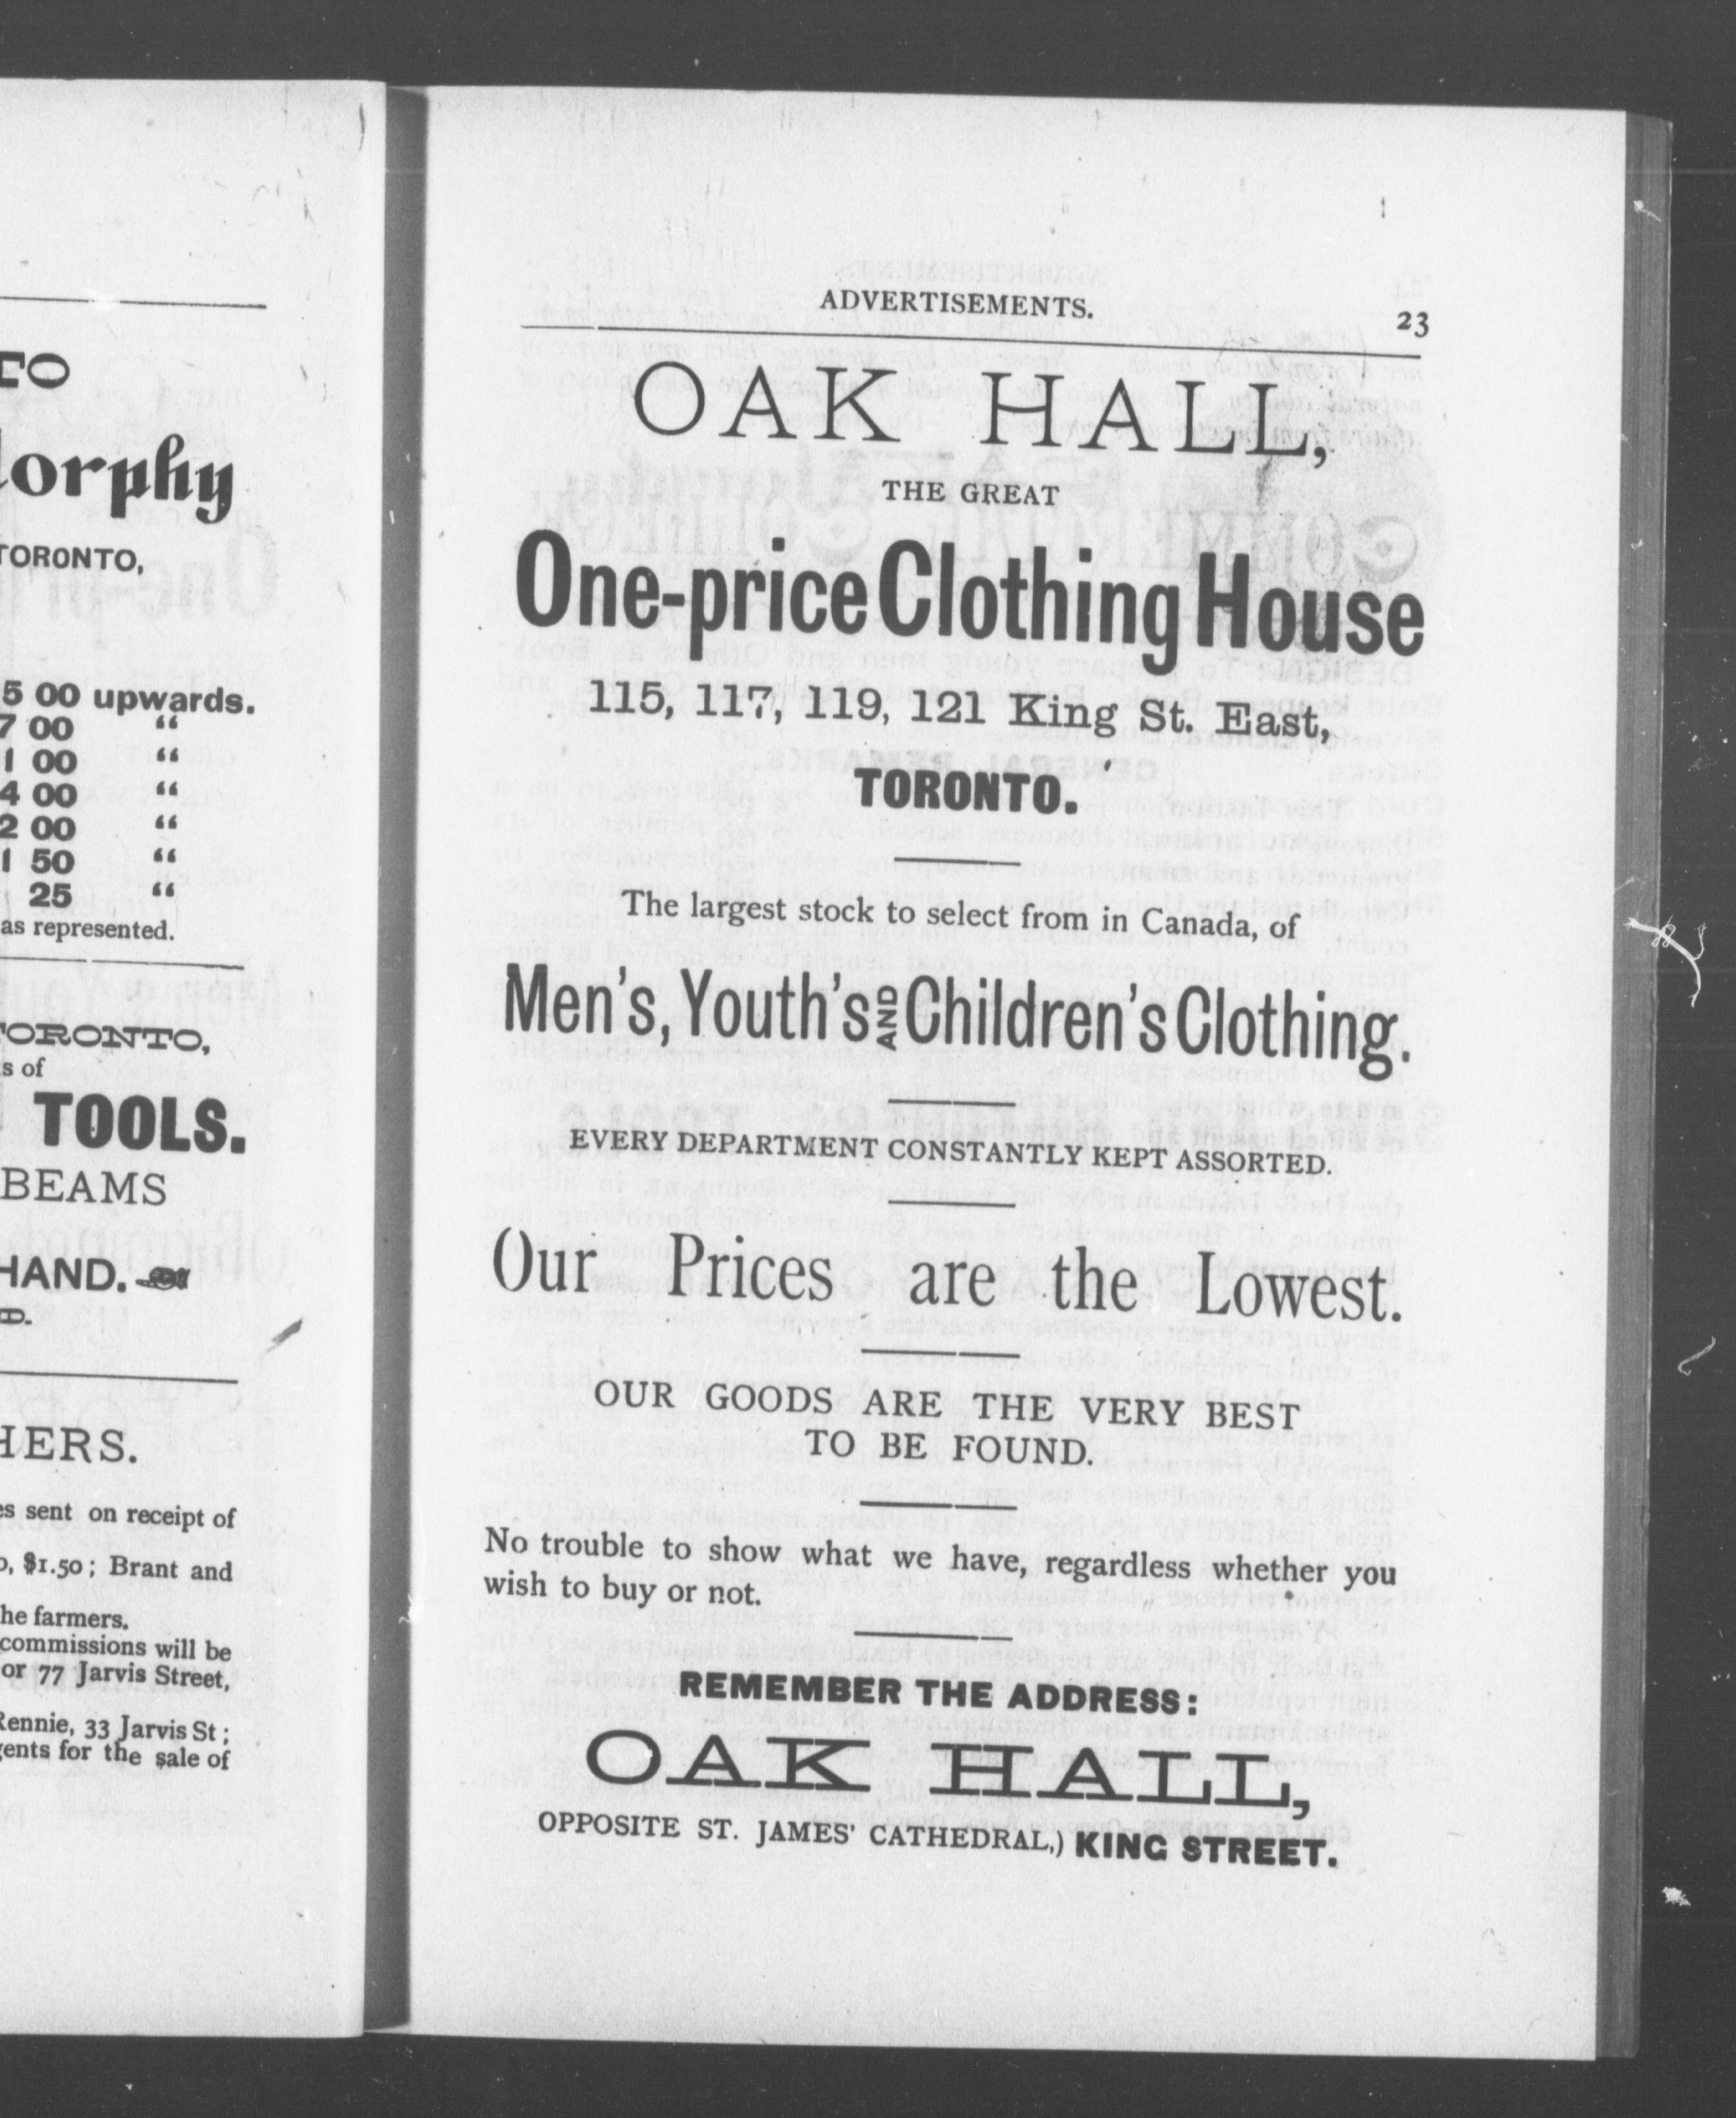 TO
orphy
TORONTO,
5 00 upwards.
7 00 “
1 00 “
4 00 “
2 00 “
1 50 “
25 “
as represented.
TORONTO,
s of
TOOLS.
BEAMS
HAND.
D.
HERS.
es sent on receipt of
o, $1.50; Brant and
he farmers.
commissions will be
or 77 Jarvis Street,
Rennie, 33 Jarvis St;
gents for the sale of
ADVERTISEMENTS. 23
OAK HALL,
THE GREAT
One-price Clothing House
115, 117, 119, 121 King St. East,
TORONTO.
The largest stock to select from in Canada, of
Men's, Youth's AND Children's Clothing.
EVERY DEPARTMENT CONSTANTLY KEPT ASSORTED.
Our Prices are the Lowest.
OUR GOODS ARE THE VERY BEST
TO BE FOUND.
No trouble to show what we have, regardless whether you
wish to buy or not.
REMEMBER THE ADDRESS:
OAK HALL,
OPPOSITE ST. JAMES' CATHEDRAL,) KING STREET.